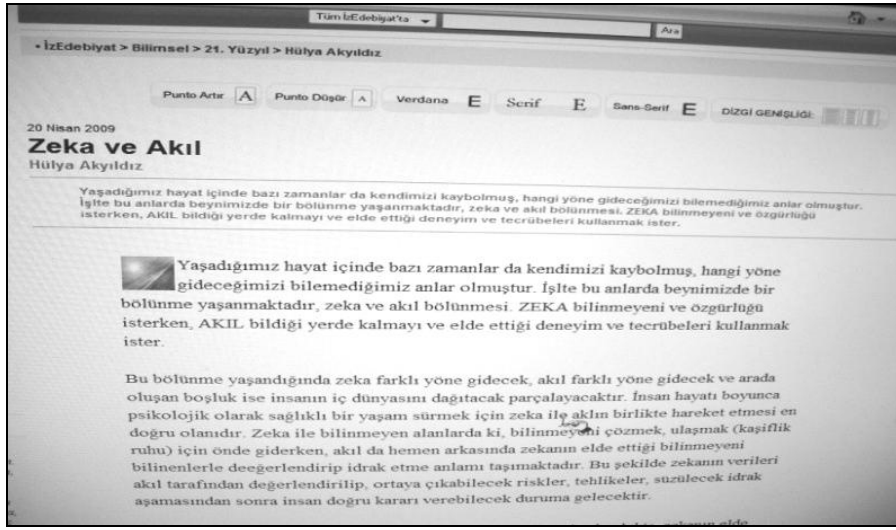 Tüm İzEdebiyat'ta
Ara
• İzEdebiyat > Bilimsel > 21. Yüzyıl > Hülya Akyıldız
Punto Artır A Punto Düşür A Verdana E Serif E Sans-Serif E DİZGİ GENİŞLİĞİ:
20 Nisan 2009
Zeka ve Akıl
Hülya Akyıldız
Yaşadığımız hayat içinde bazı zamanlar da kendimizi kaybolmuş, hangi yöne gideceğimizi bilemediğimiz anlar olmuştur.
İşlte bu anlarda beynimizde bir bölünme yaşanmaktadır, zeka ve akıl bölünmesi. ZEKA bilinmeyeni ve özgürlüğü
isterken, AKIL bildiği yerde kalmayı ve elde ettiği deneyim ve tecrübeleri kullanmak ister.
Yaşadığımız hayat içinde bazı zamanlar da kendimizi kaybolmuş, hangi yöne
gideceğimizi bilemediğimiz anlar olmuştur. İşlte bu anlarda beynimizde bir
bölünme yaşanmaktadır, zeka ve akıl bölünmesi. ZEKA bilinmeyeni ve özgürlüğü
isterken, AKIL bildiği yerde kalmayı ve elde ettiği deneyim ve tecrübeleri kullanmak
ister.
Bu bölünme yaşandığında zeka farklı yöne gidecek, akıl farklı yöne gidecek ve arada
oluşan boşluk ise insanın iç dünyasını dağıtacak parçalayacaktır. İnsan hayatı boyunca
psikolojik olarak sağlıklı bir yaşam sürmek için zeka ile aklın birlikte hareket etmesi en
doğru olanıdır. Zeka ile bilinmeyen alanlarda ki, bilinmeyeni çözmek, ulaşmak (kaşiflik
ruhu) için önde giderken, akıl da hemen arkasında zekanın elde ettiği bilinmeyeni
bilinenlerle deeğerlendirip idrak etme anlamı taşımaktadır. Bu şekilde zekanın verileri
akıl tarafından değerlendirilip, ortaya çıkabilecek riskler, tehlikeler, süzülecek idrak
aşamasından sonra insan doğru kararı verebilecek duruma gelecektir.